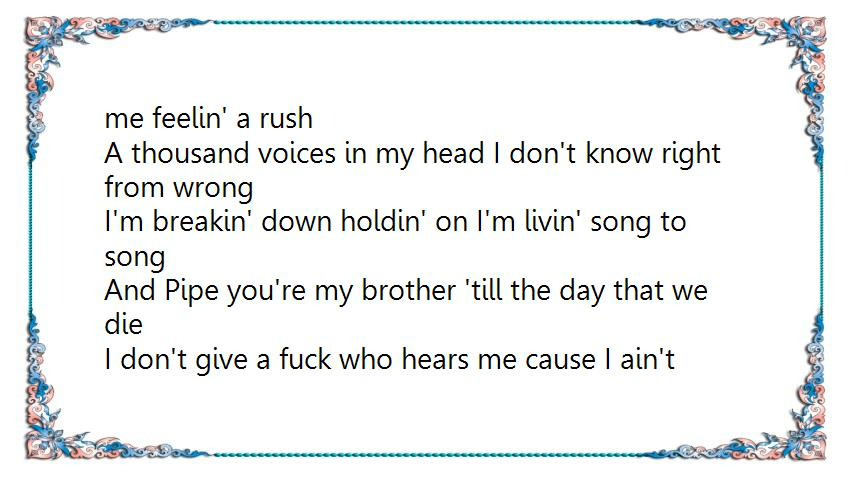 me feelin' a rush
A thousand voices in my head I don't know right
from wrong
I'm breakin' down holdin' on I'm livin' song to
song
And Pipe you're my brother 'till the day that we
die
I don't give a fuck who hears me cause I ain't